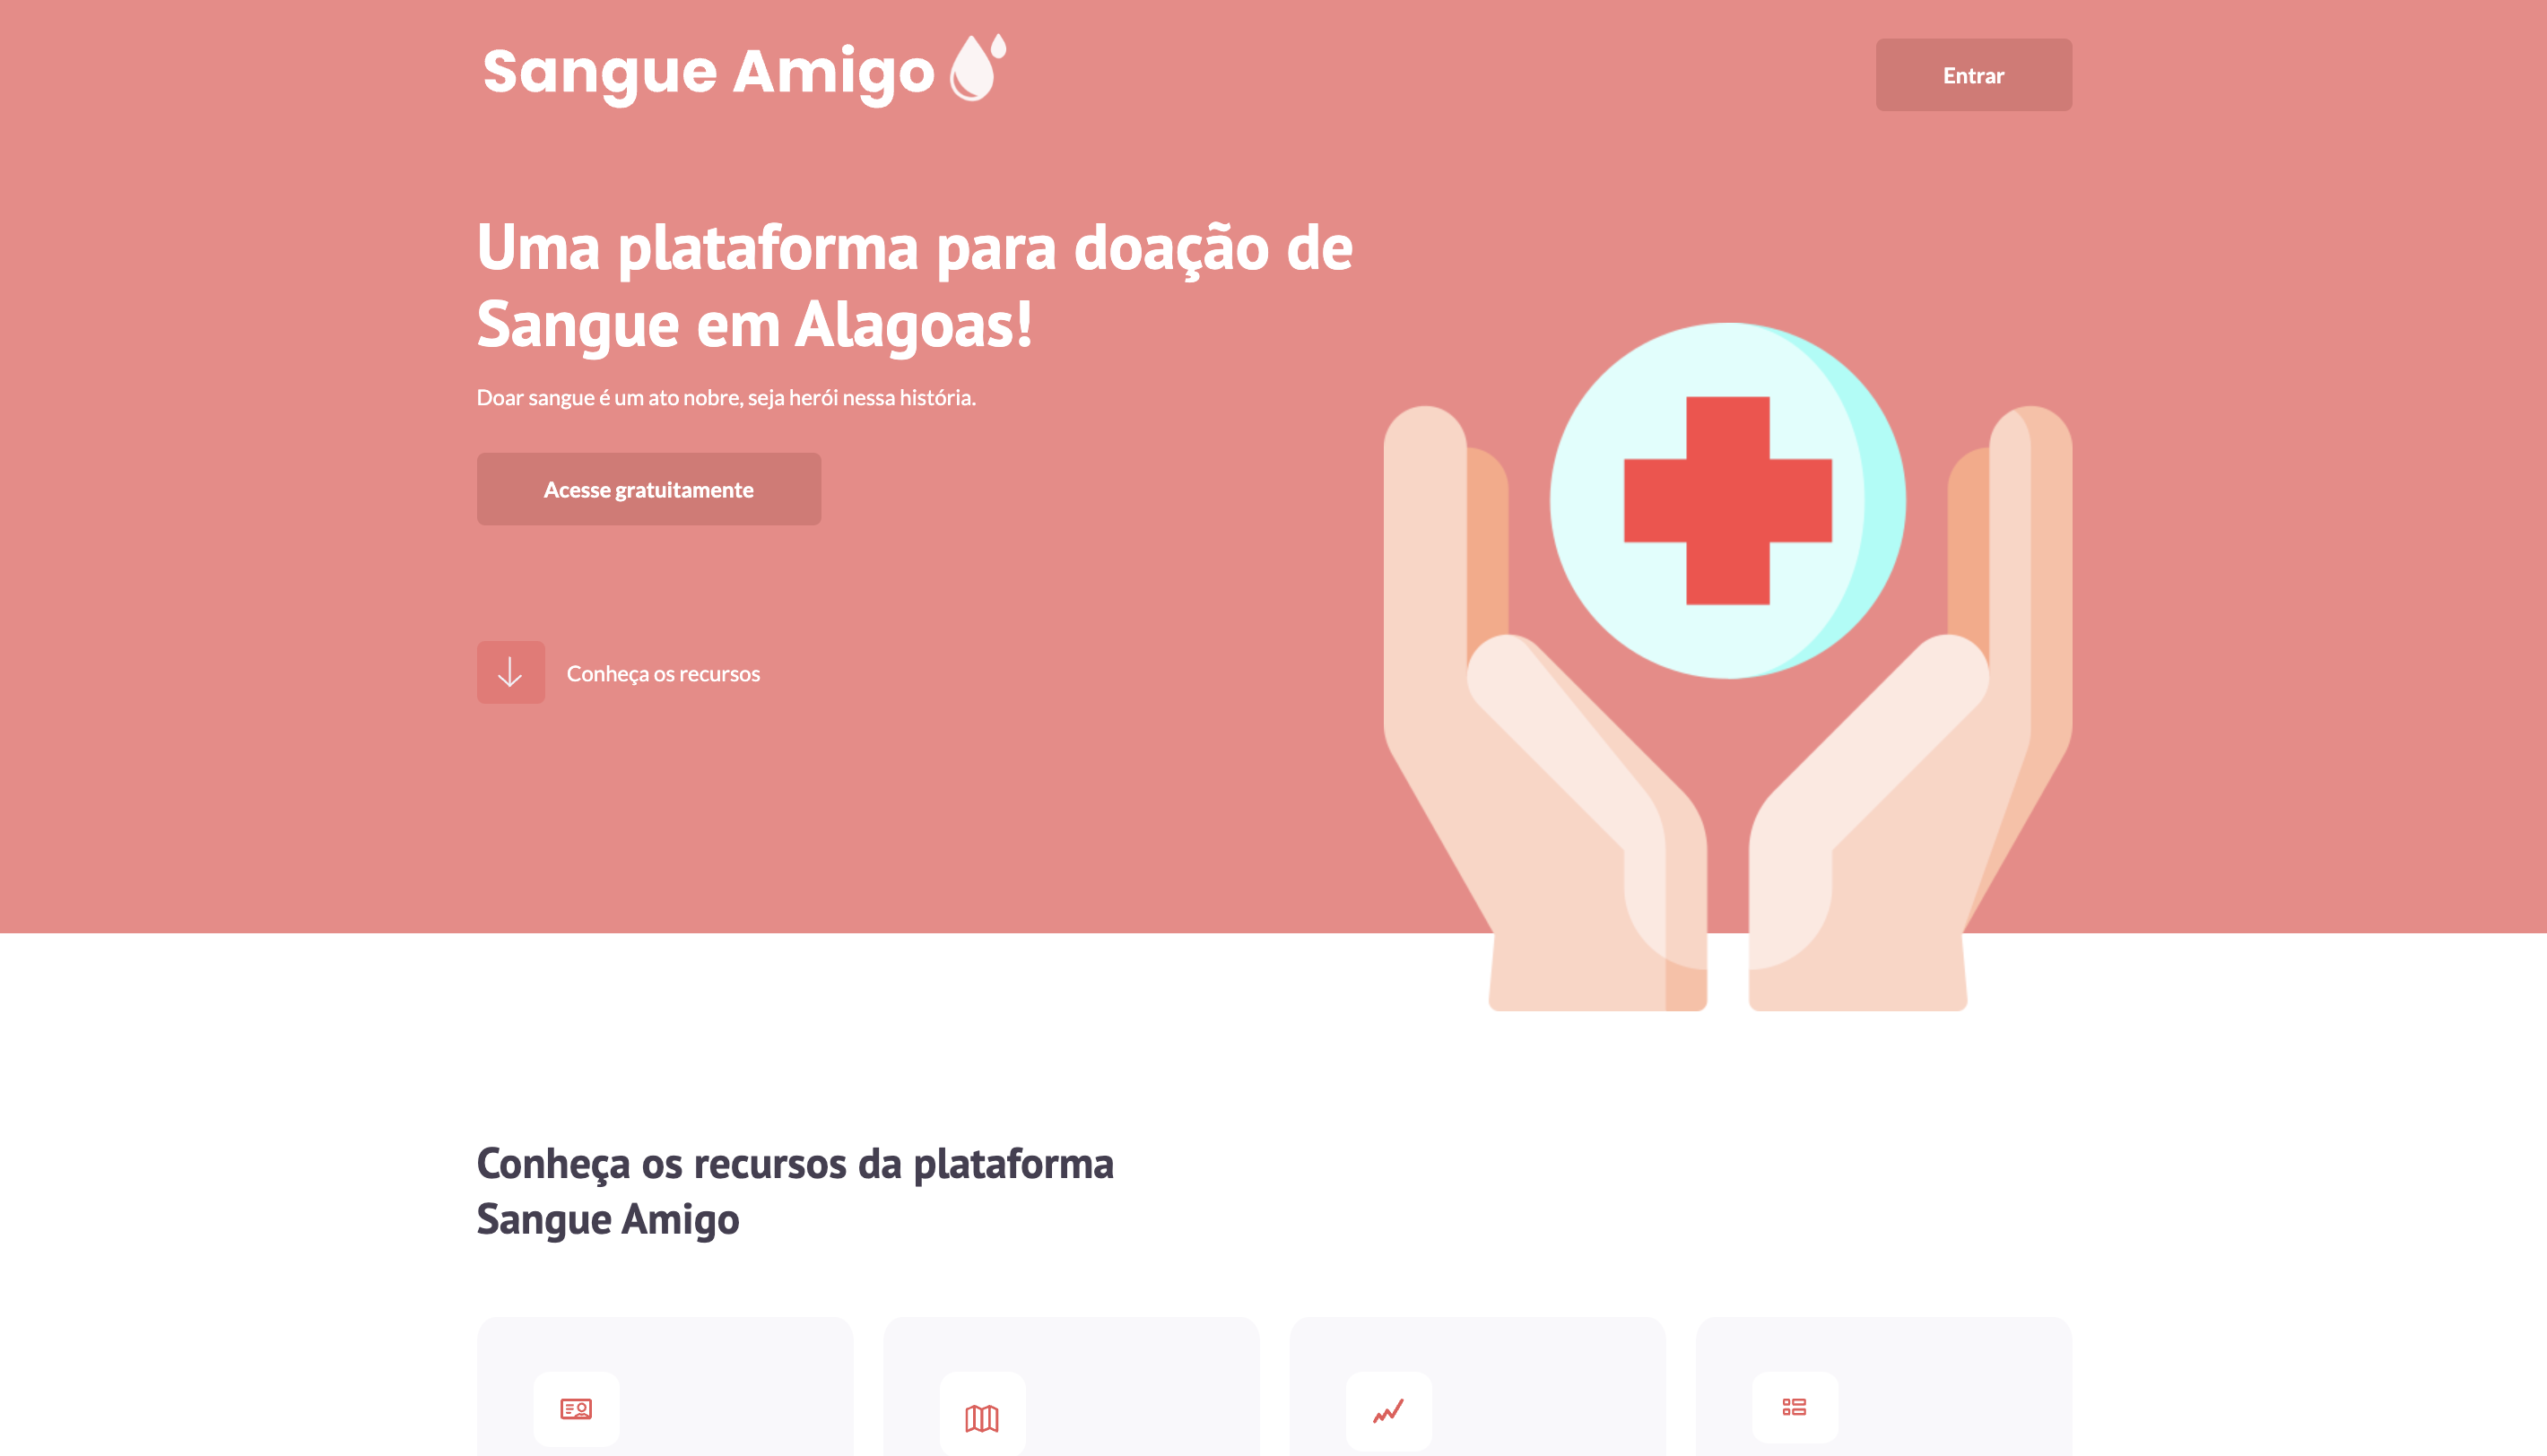 Sangue Amigo
Entrar
Uma plataforma para doação de
Sangue em Alagoas!
Doar sangue é um ato nobre, seja herói nessa história.
Acesse gratuitamente
Conheça os recursos
Conheça os recursos da plataforma
Sangue Amigo